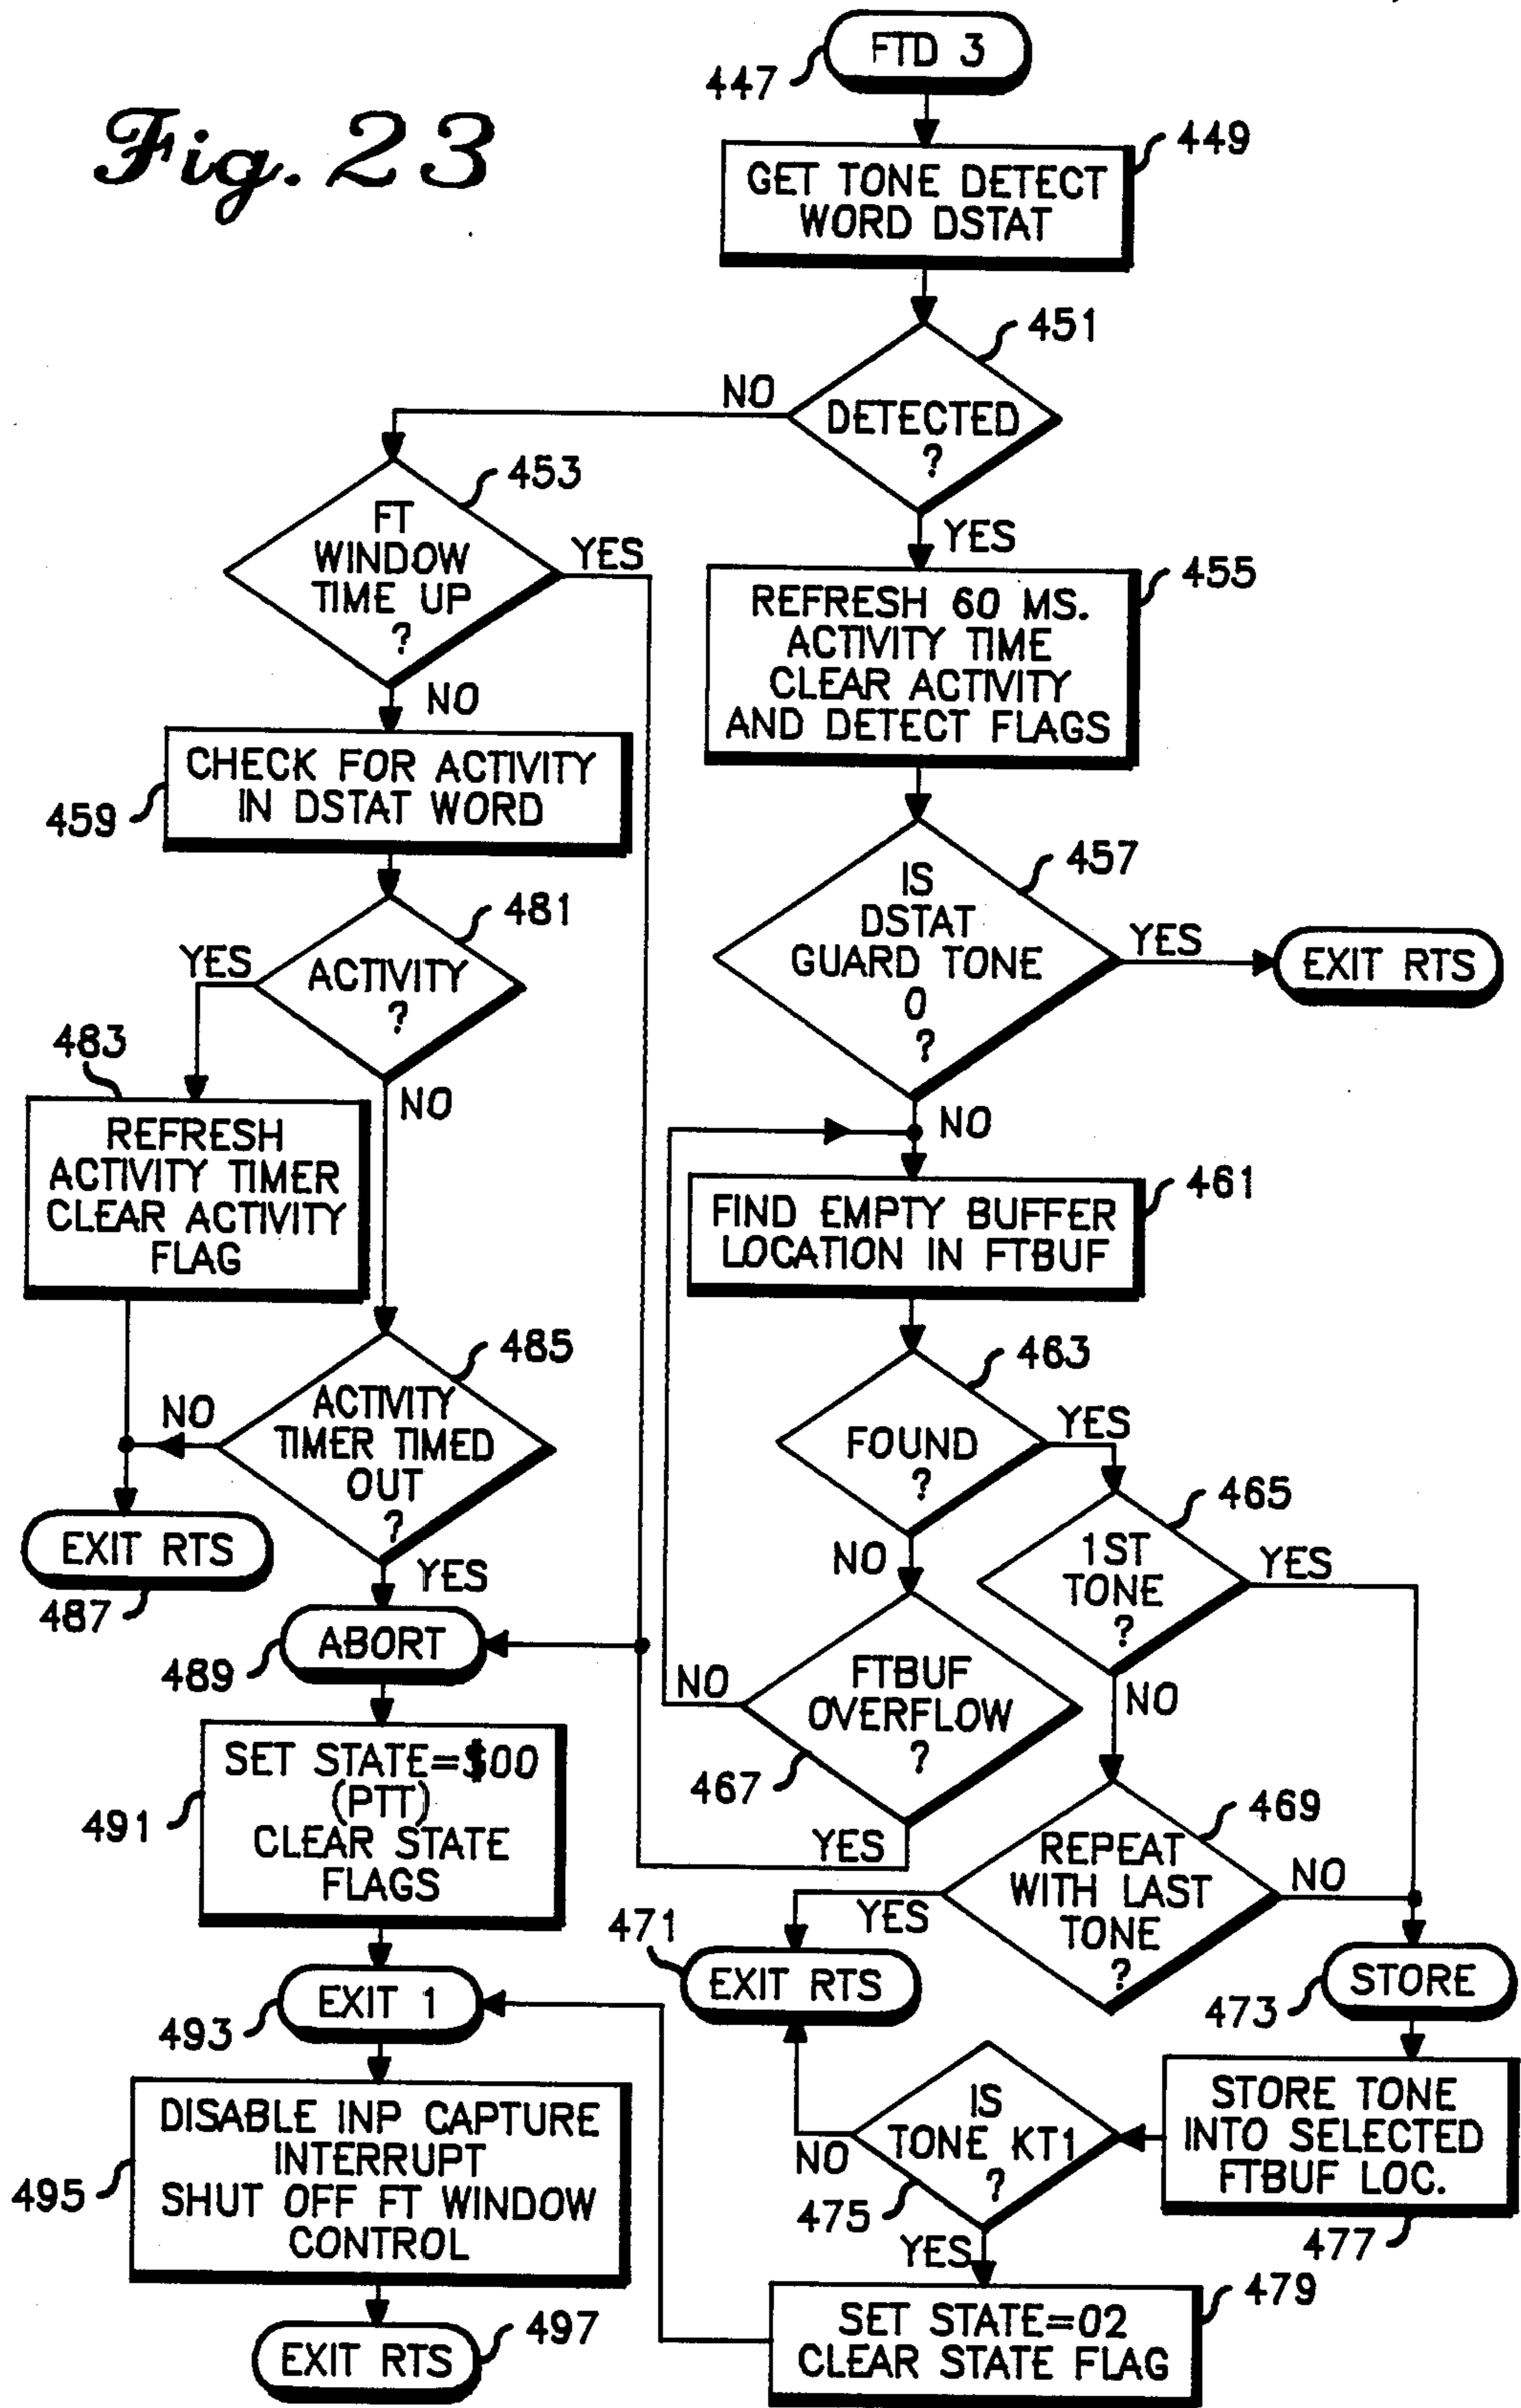 Fig. 23
FTD 3
447
GET TONE DETECT
WORD DSTAT
449
451
DETECTED
?
NO
YES
453
FT
WINDOW
TIME UP
?
YES
NO
455
REFRESH 60 MS.
ACTIVITY TIME
CLEAR ACTIVITY
AND DETECT FLAGS
CHECK FOR ACTIVITY
IN DSTAT WORD
459
457
IS
DSTAT
GUARD TONE
0
?
YES
EXIT RTS
NO
481
ACTIVITY
?
YES
NO
483
REFRESH
ACTIVITY TIMER
CLEAR ACTIVITY
FLAG
461
FIND EMPTY BUFFER
LOCATION IN FTBUF
463
FOUND
?
YES
NO
485
ACTIVITY
TIMER TIMED
OUT
?
NO
YES
EXIT RTS
487
465
1ST
TONE
?
YES
NO
ABORT
489
FTBUF
OVERFLOW
?
NO
467
YES
SET STATE=$00
(PTT)
CLEAR STATE
FLAGS
491
469
REPEAT
WITH LAST
TONE
?
NO
YES
471
EXIT RTS
STORE
473
EXIT 1
493
IS
TONE KT1
?
NO
475
YES
STORE TONE
INTO SELECTED
FTBUF LOC.
477
DISABLE INP CAPTURE
INTERRUPT
SHUT OFF FT WINDOW
CONTROL
495
479
SET STATE=02
CLEAR STATE FLAG
EXIT RTS
497